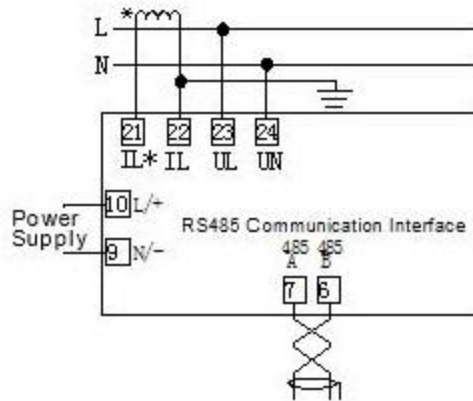 *
L
N
21 22 23 24
IL* IL UL UN
10 L/+
Power
Supply
9 N/-
RS485 Communication Interface
485 485
A B
7 6